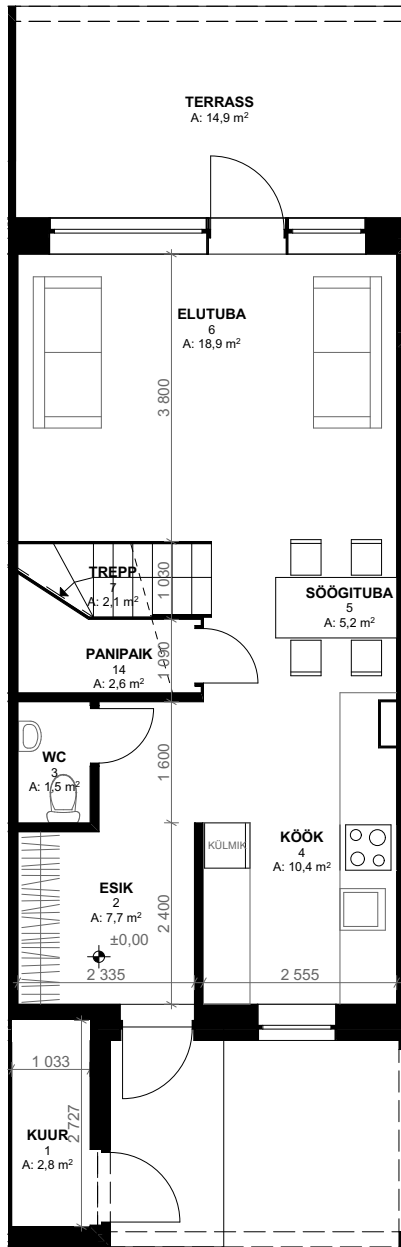 TERRASS
A: 14,9 m²
ELUTUBA
6
A: 18,9 m²
3 800
TREPP
7
A: 2,1 m²
1 030
SÖÖGITUBA
5
A: 5,2 m²
PANIPAIK
14
A: 2,6 m²
1 090
WC
3
A: 1,5 m²
1 600
KÜLMIK
KÖÖK
4
A: 10,4 m²
ESIK
2
A: 7,7 m²
±0,00
2 400
2 335
2 555
1 033
2 727
KUUR
1
A: 2,8 m²